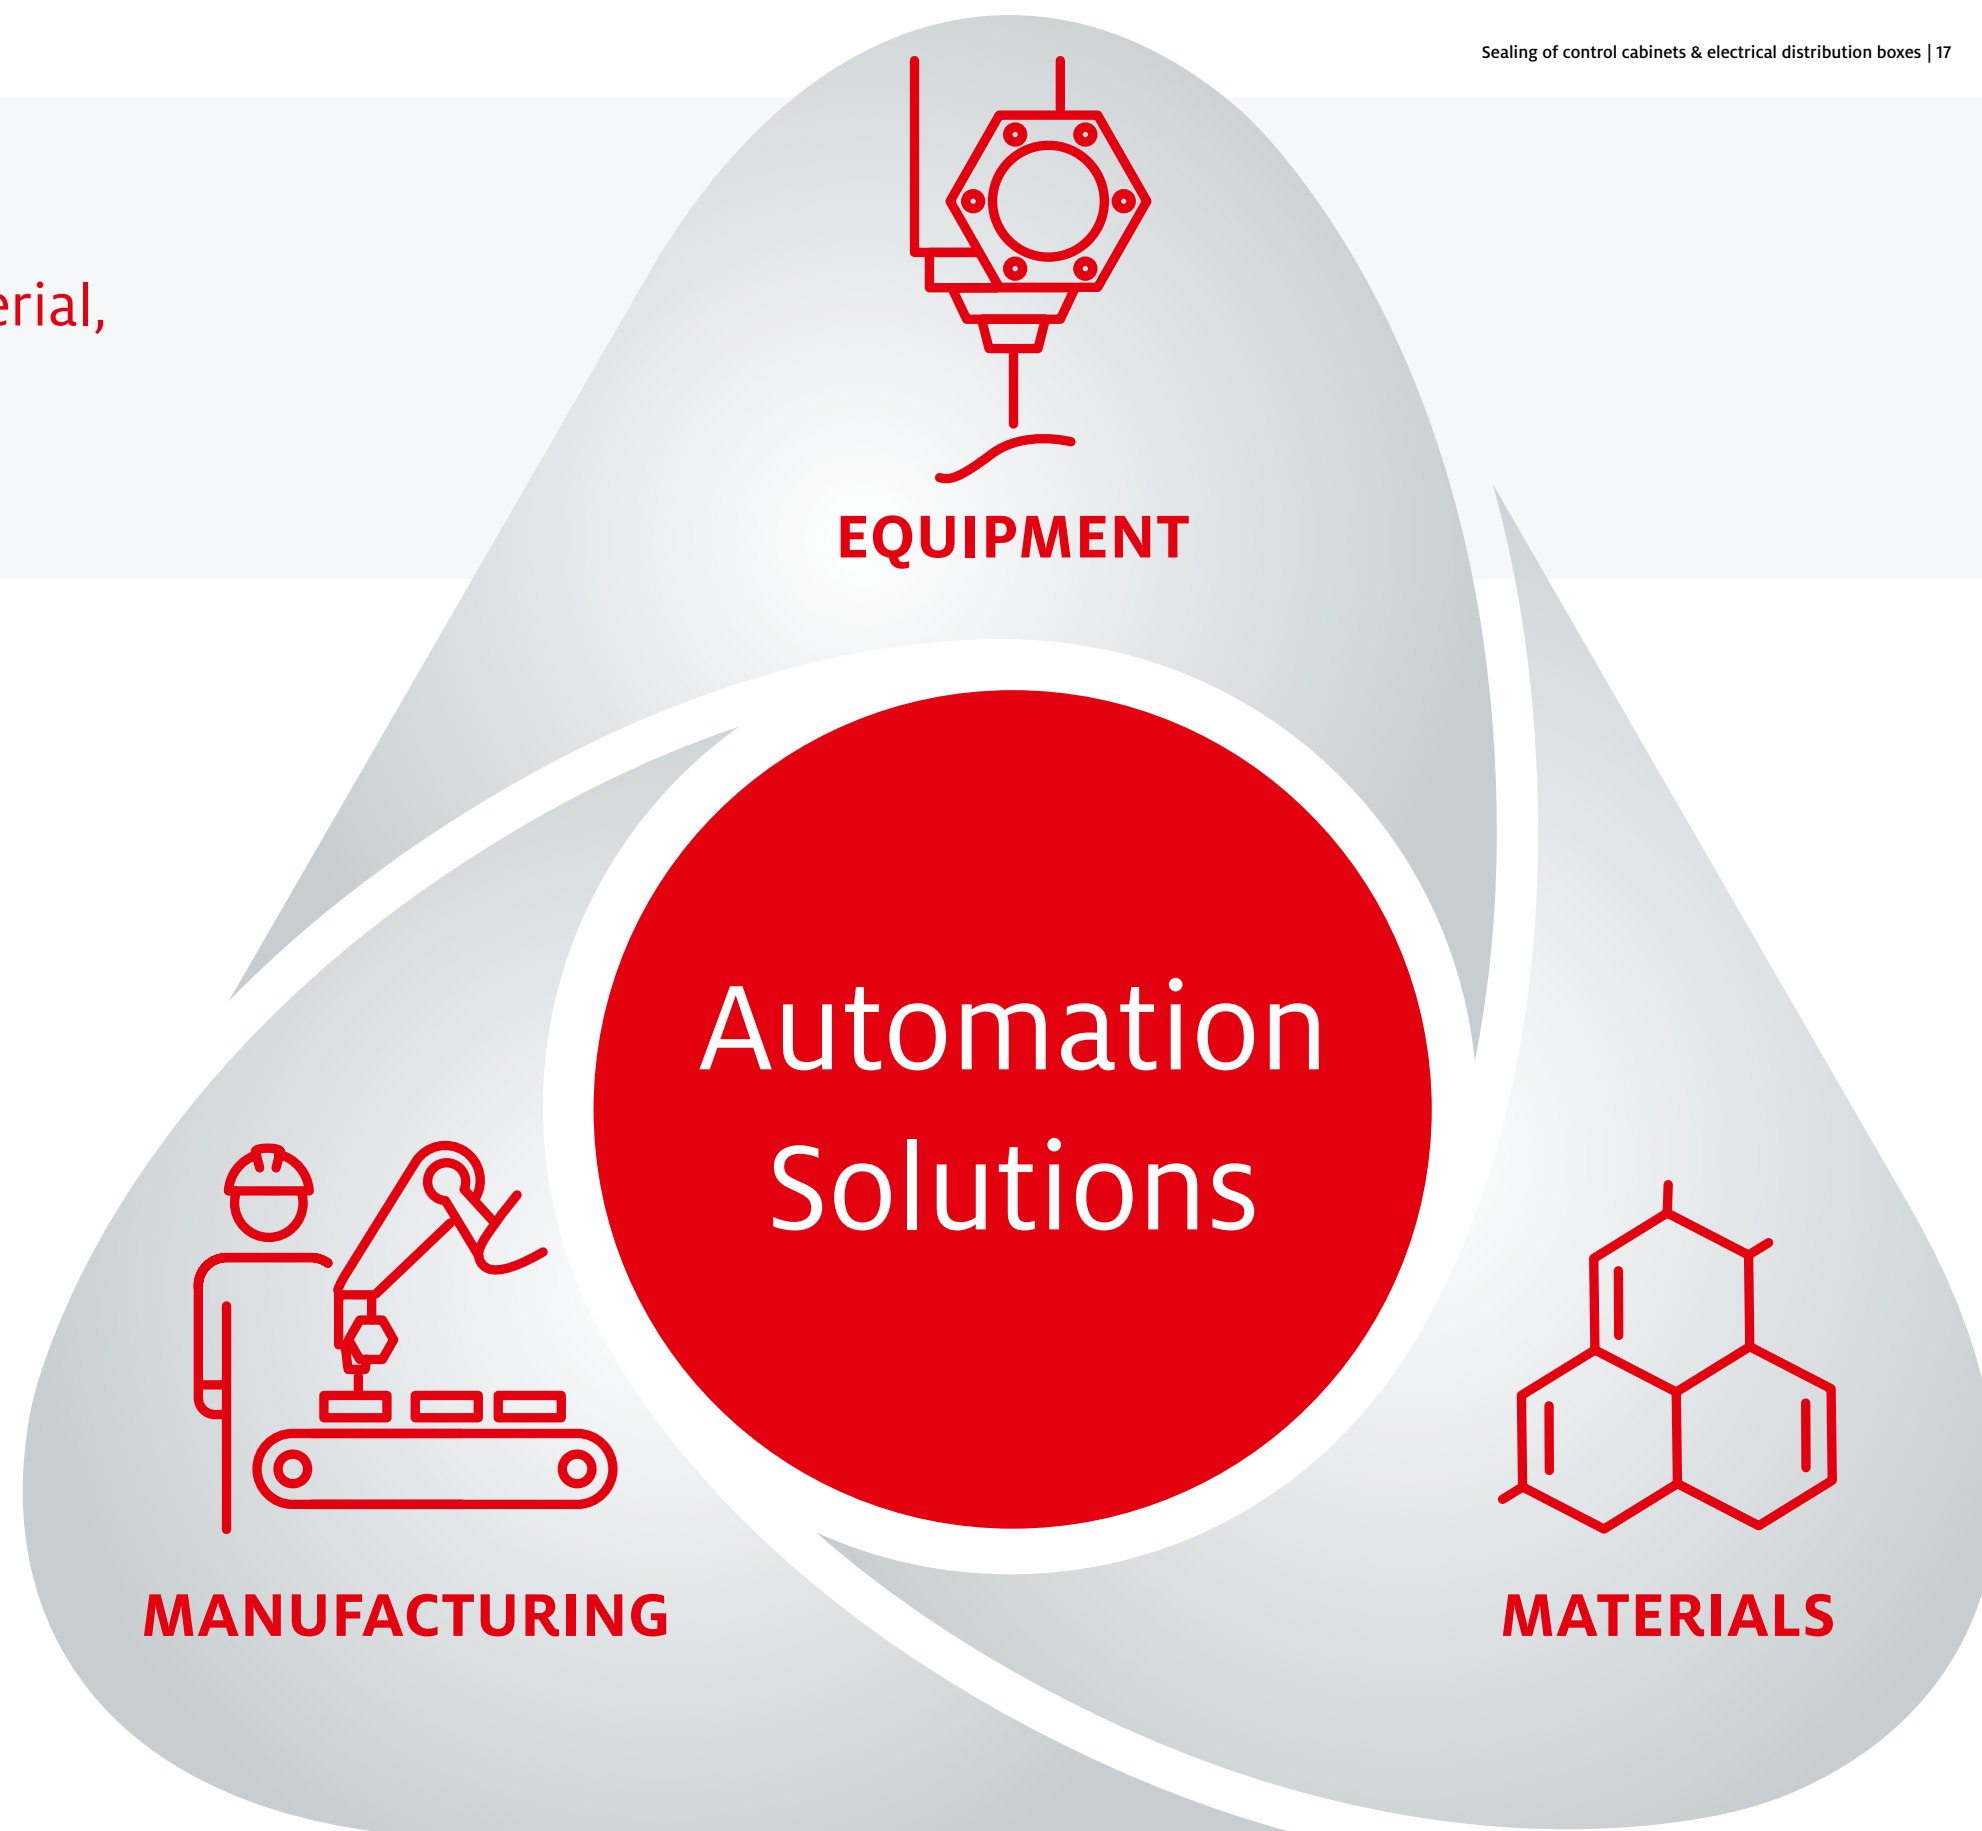 Sealing of control cabinets & electrical distribution boxes | 17
erial,
EQUIPMENT
Automation
Solutions
MANUFACTURING
MATERIALS